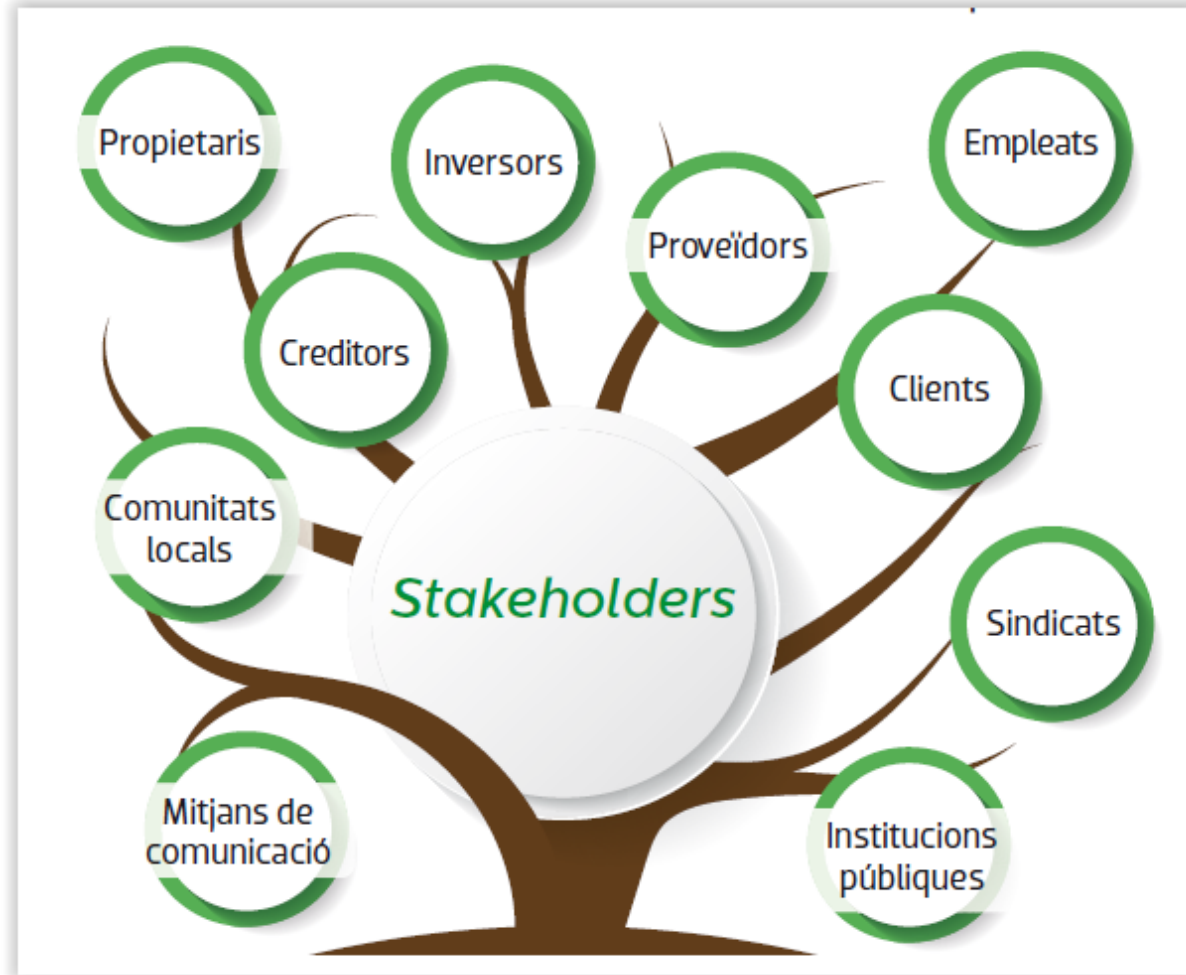 Propietaris
Inversors
Empleats
Proveïdors
Creditors
Clients
Comunitats
locals
Stakeholders
Sindicats
Mitjans de
comunicació
Institucions
públiques